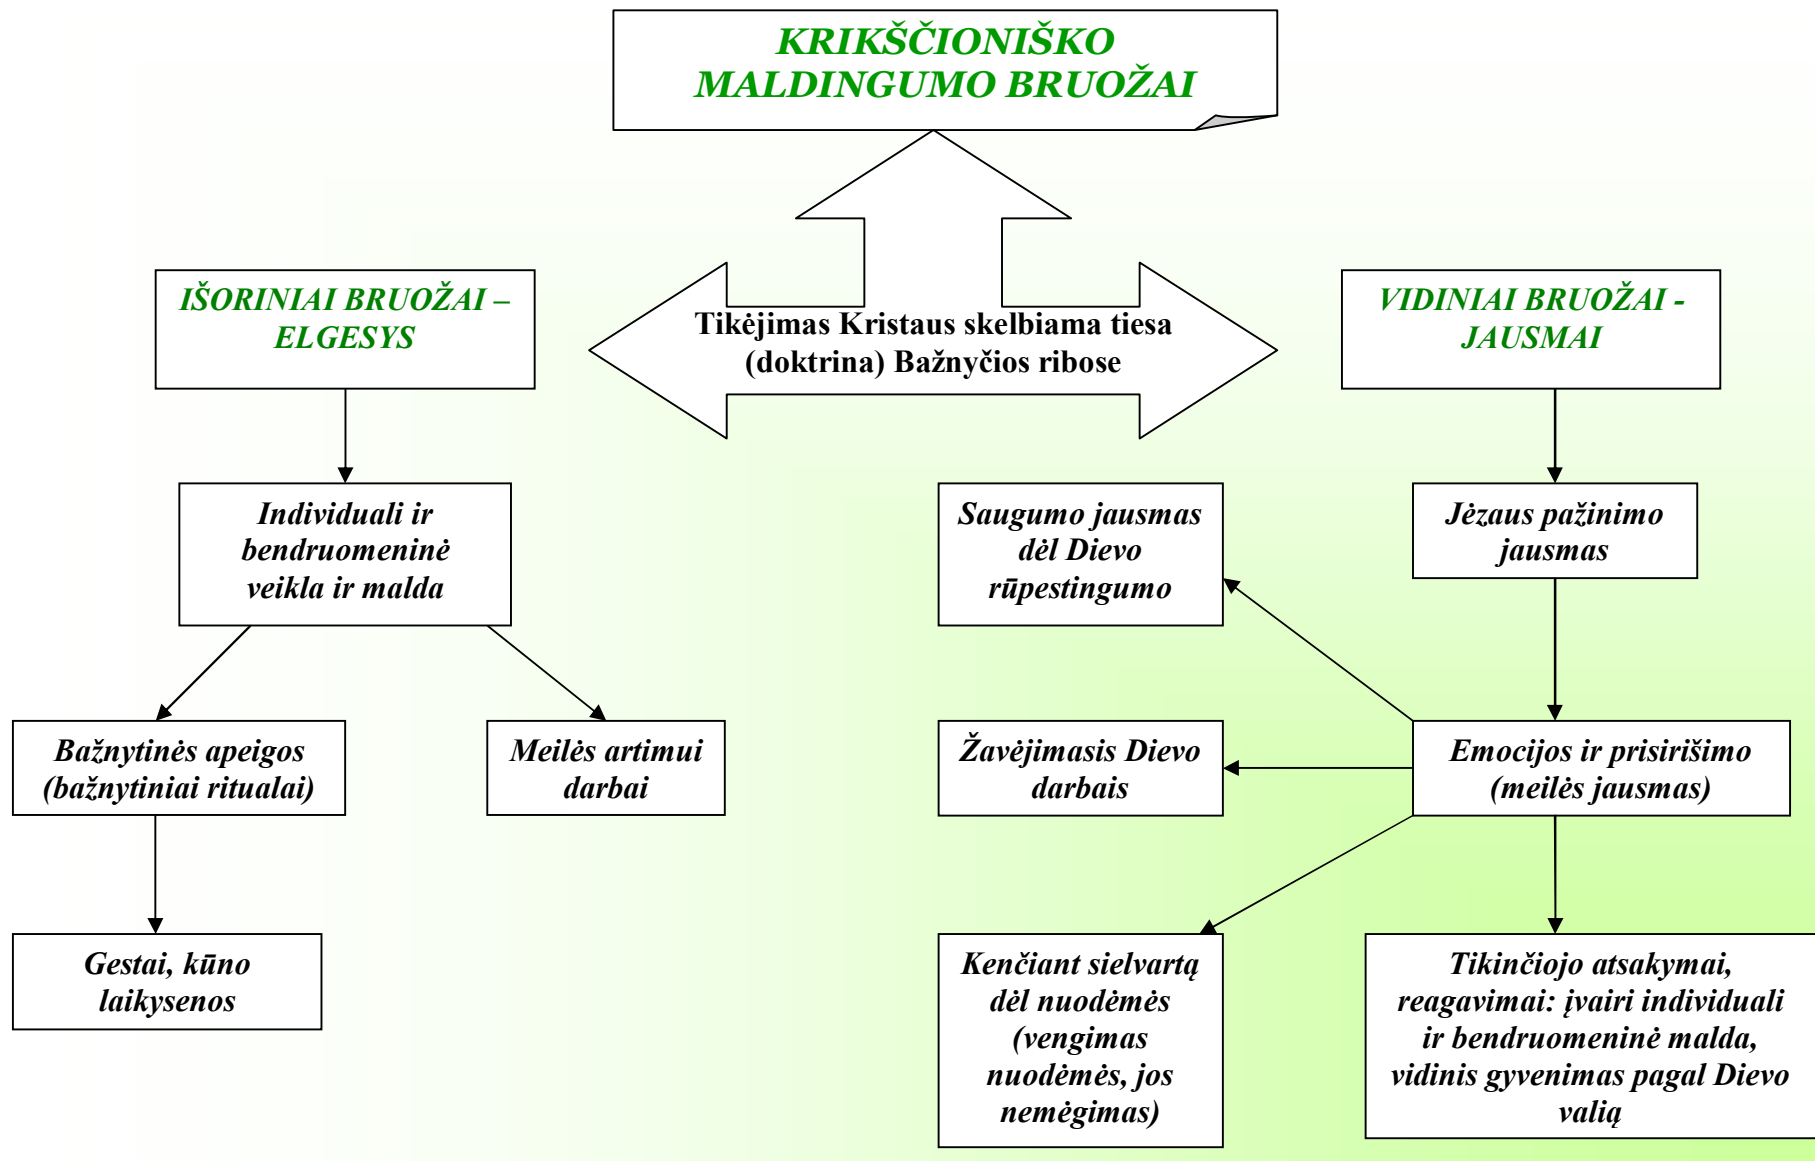 KRIKŠČIONIŠKO
MALDINGUMO BRUOŽAI
IŠORINIAI BRUOŽAI –
ELGESYS
Tikėjimas Kristaus skelbiama tiesa
(doktrina) Bažnyčios ribose
VIDINIAI BRUOŽAI -
JAUSMAI
Individuali ir
bendruomeninė
veikla ir malda
Saugumo jausmas
dėl Dievo
rūpestingumo
Jėzaus pažinimo
jausmas
Bažnytinės apeigos
(bažnytiniai ritualai)
Meilės artimui
darbai
Žavėjimasis Dievo
darbais
Emocijos ir prisirišimo
(meilės jausmas)
Gestai, kūno
laikysenos
Kenčiant sielvartą
dėl nuodėmės
(vengimas
nuodėmės, jos
nemėgimas)
Tikinčiojo atsakymai,
reagavimai: įvairi individuali
ir bendruomeninė malda,
vidinis gyvenimas pagal Dievo
valią